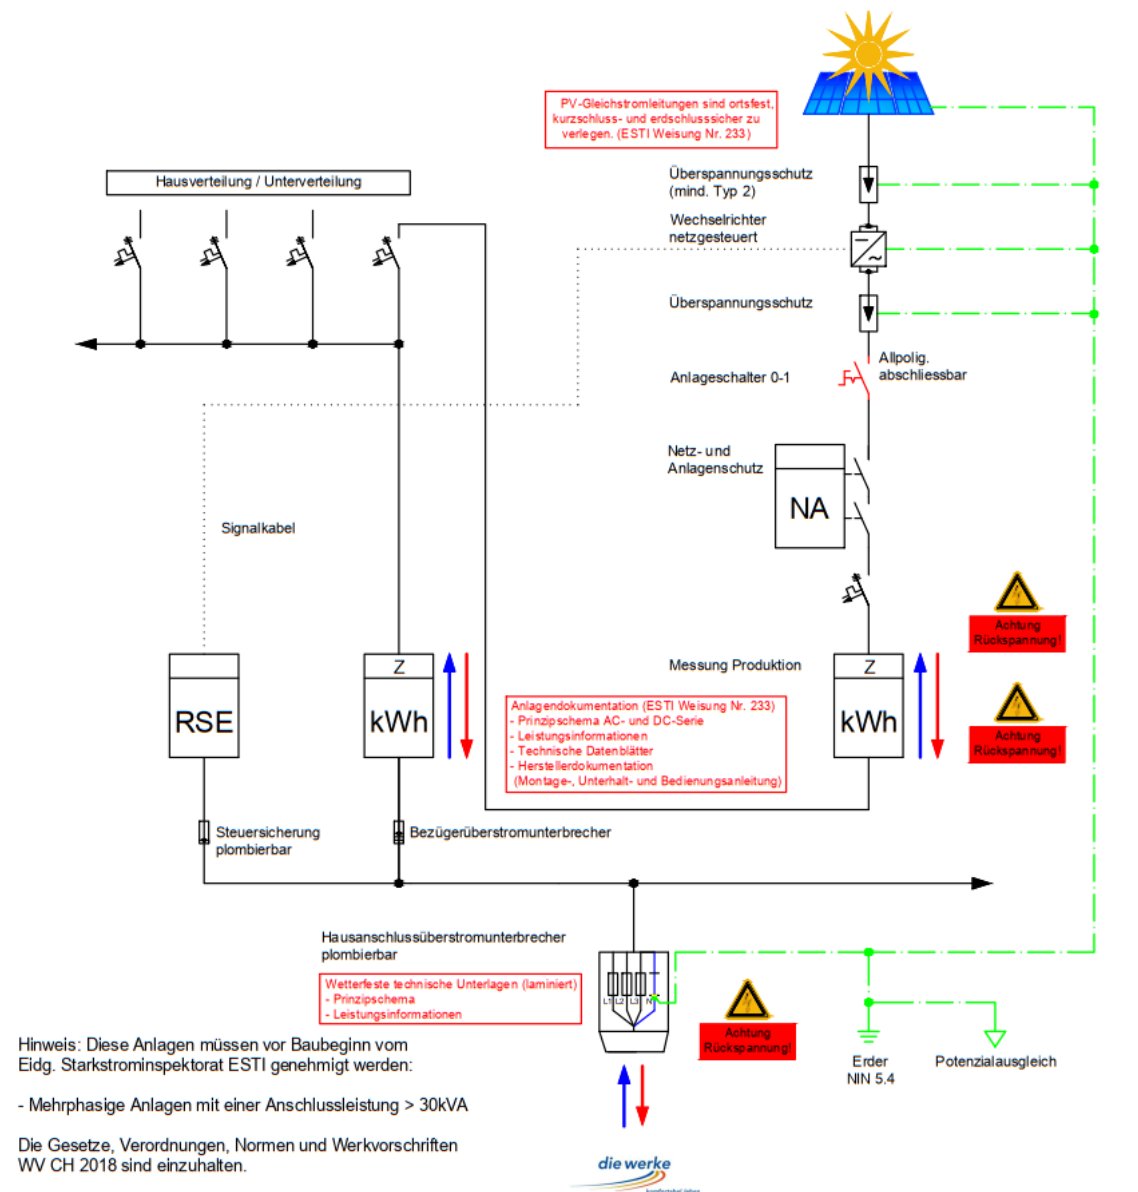 PV-Gleichstromleitungen sind ortsfest,
kurzschluss- und erdschlusssicher zu
verlegen. (ESTI Weisung Nr. 233)
Hausverteilung / Unterverteilung
Überspannungsschutz
(mind. Typ 2)
Wechselrichter
netzgesteuert
Überspannungsschutz
Anlageschalter 0-1
Allpolig.
abschliessbar
Netz- und
Anlagenschutz
NA
Signalkabel
Achtung
Rückspannung!
Messung Produktion
RSE
Z
kWh
Z
kWh
Anlagendokumentation (ESTI Weisung Nr. 233)
- Prinzipschema AC- und DC-Serie
- Leistungsinformationen
- Technische Datenblätter
- Herstellerdokumentation
(Montage-, Unterhalt- und Bedienungsanleitung)
Achtung
Rückspannung!
Steuersicherung
plombierbar
Bezügerüberstromunterbrecher
Hausanschlussüberstromunterbrecher
plombierbar
Wetterfeste technische Unterlagen (laminiert)
- Prinzipschema
- Leistungsinformationen
L1 L2 L3 N
Achtung
Rückspannung!
Erder
NIN 5.4
Potenzialausgleich
Hinweis: Diese Anlagen müssen vor Baubeginn vom
Eidg. Starkstrominspektorat ESTI genehmigt werden:
- Mehrphasige Anlagen mit einer Anschlussleistung > 30kVA
Die Gesetze, Verordnungen, Normen und Werkvorschriften
WV CH 2018 sind einzuhalten.
die werke